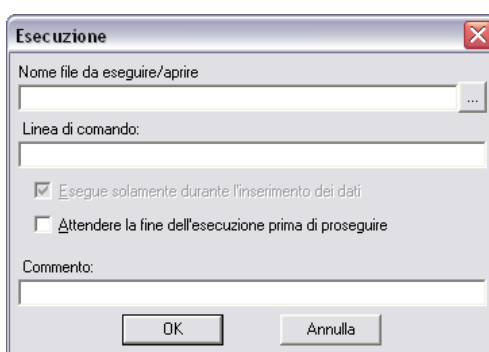 Esecuzione
Nome file da eseguire/aprire
...
Linea di comando:
Esegue solamente durante l'inserimento dei dati
Attendere la fine dell'esecuzione prima di proseguire
Commento:
OK Annulla